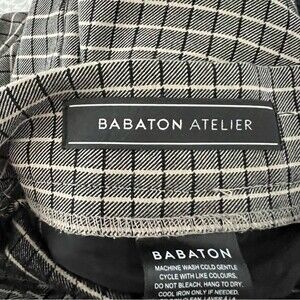 BABATON ATELIER
BABATON
MACHINE WASH COLD GENTLE
CYCLE WITH LIKE COLOURS.
DO NOT BLEACH, HANG TO DRY.
COOL IRON ONLY IF NEEDED.